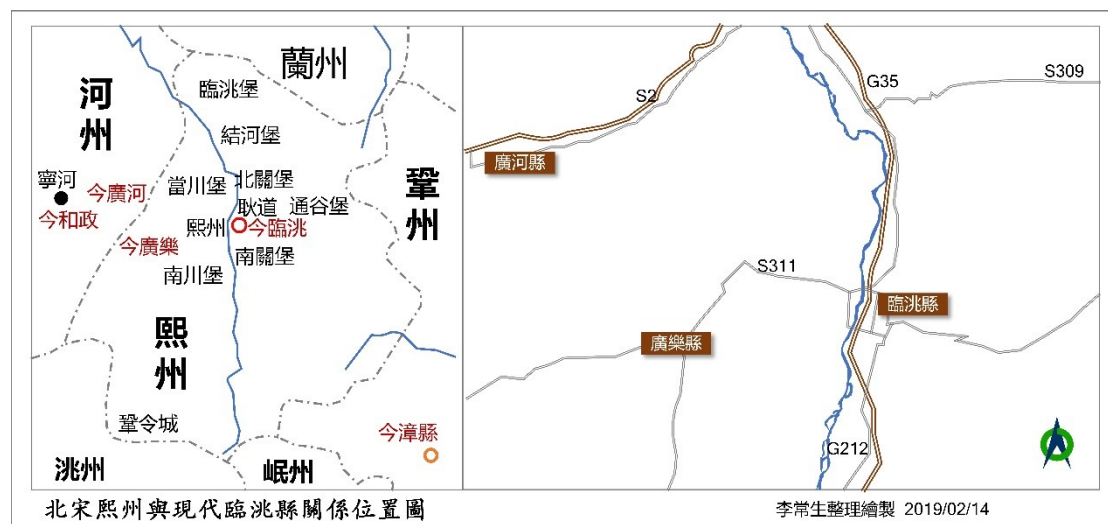 蘭州
臨洮堡
河州
結河堡
當川堡
北關堡
寧河
今廣河
耿道
通谷堡
鞏州
今和政
熙州
今臨洮
今廣樂
南關堡
南川堡
熙州
鞏令城
今漳縣
洮州
岷州
S2
G35
S309
廣河縣
S311
臨洮縣
廣樂縣
G212
北宋熙州與現代臨洮縣關係位置圖
李常生整理繪製 2019/02/14